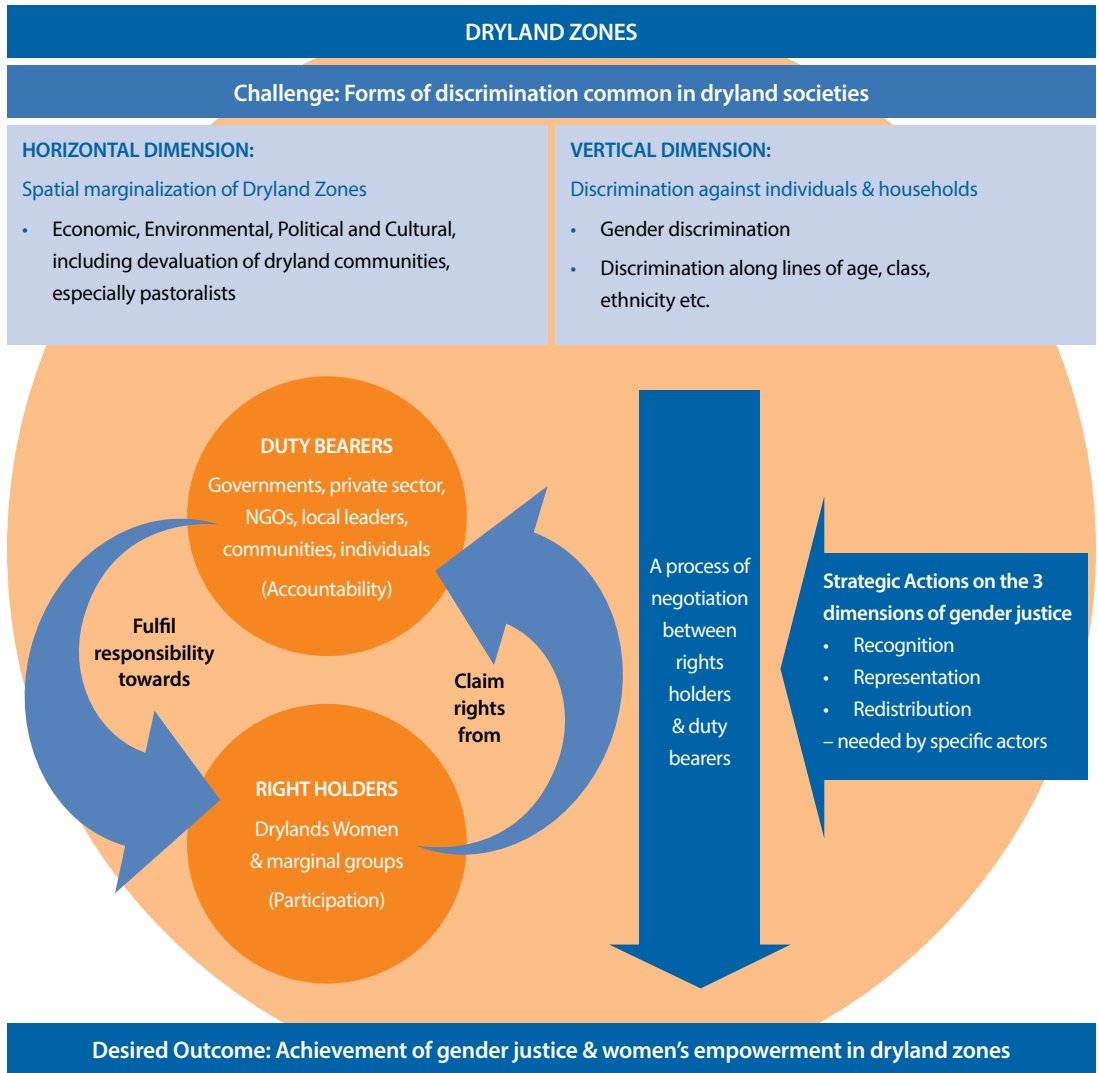 DRYLAND ZONES
Challenge: Forms of discrimination common in dryland societies
HORIZONTAL DIMENSION:
Spatial marginalization of Dryland Zones
• Economic, Environmental, Political and Cultural,
including devaluation of dryland communities,
especially pastoralists
VERTICAL DIMENSION:
Discrimination against individuals & households
• Gender discrimination
• Discrimination along lines of age, class,
ethnicity etc.
DUTY BEARERS
Governments, private sector,
NGOs, local leaders,
communities, individuals
(Accountability)
Fulfil
responsibility
towards
Claim
rights
from
RIGHT HOLDERS
Drylands Women
& marginal groups
(Participation)
A process of
negotiation
between
rights
holders
& duty
bearers
Strategic Actions on the 3
dimensions of gender justice
• Recognition
• Representation
• Redistribution
– needed by specific actors
Desired Outcome: Achievement of gender justice & women’s empowerment in dryland zones